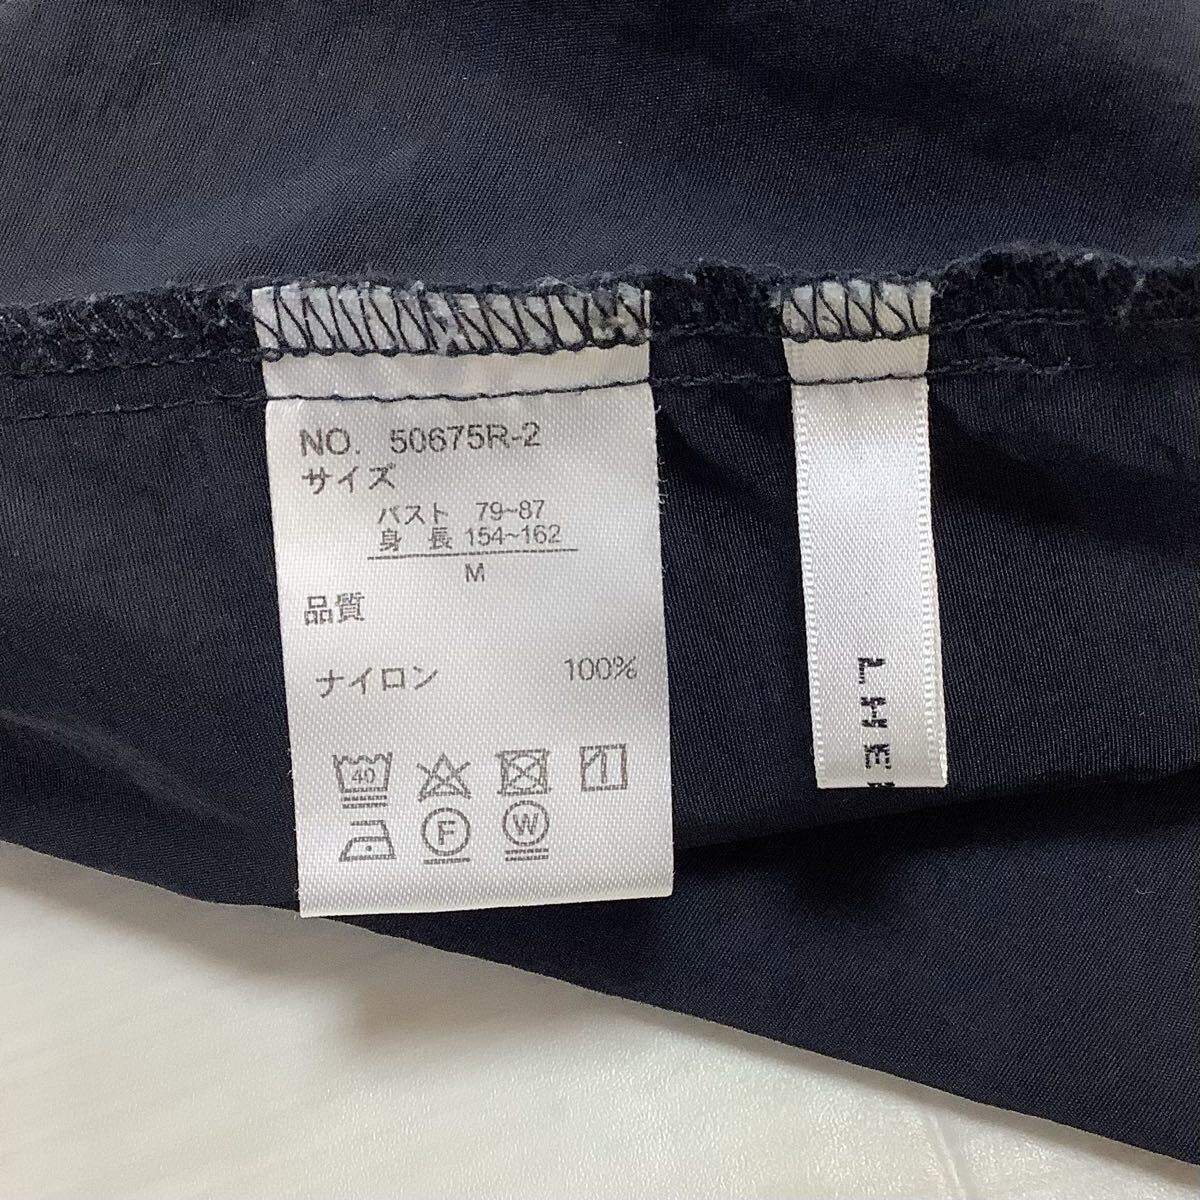 NO. 50675R-2
サイズ
バスト 79~87
身長 154~162
M
品質
ナイロン 100%
40
F W
LHE